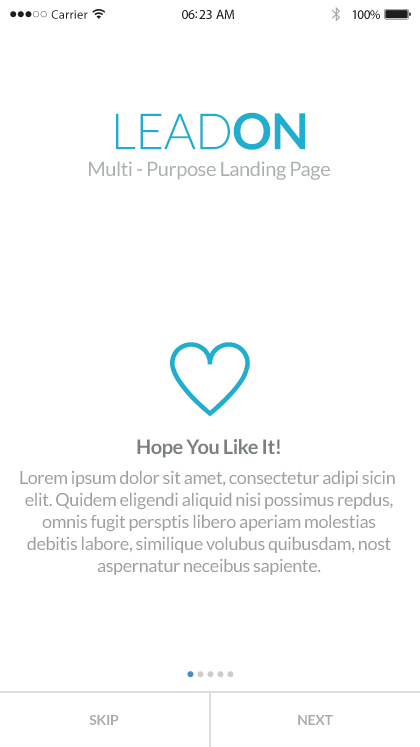 Carrier 06:23 AM 100%
LEADON
Multi - Purpose Landing Page
Hope You Like It!
Lorem ipsum dolor sit amet, consectetur adipi sicin
elit. Quidem eligendi aliquid nisi possimus repdus,
omnis fugit persptis libero aperiam molestias
debitis labore, similique volubus quibusdam, nost
aspernatur neceibus sapiente.
SKIP NEXT